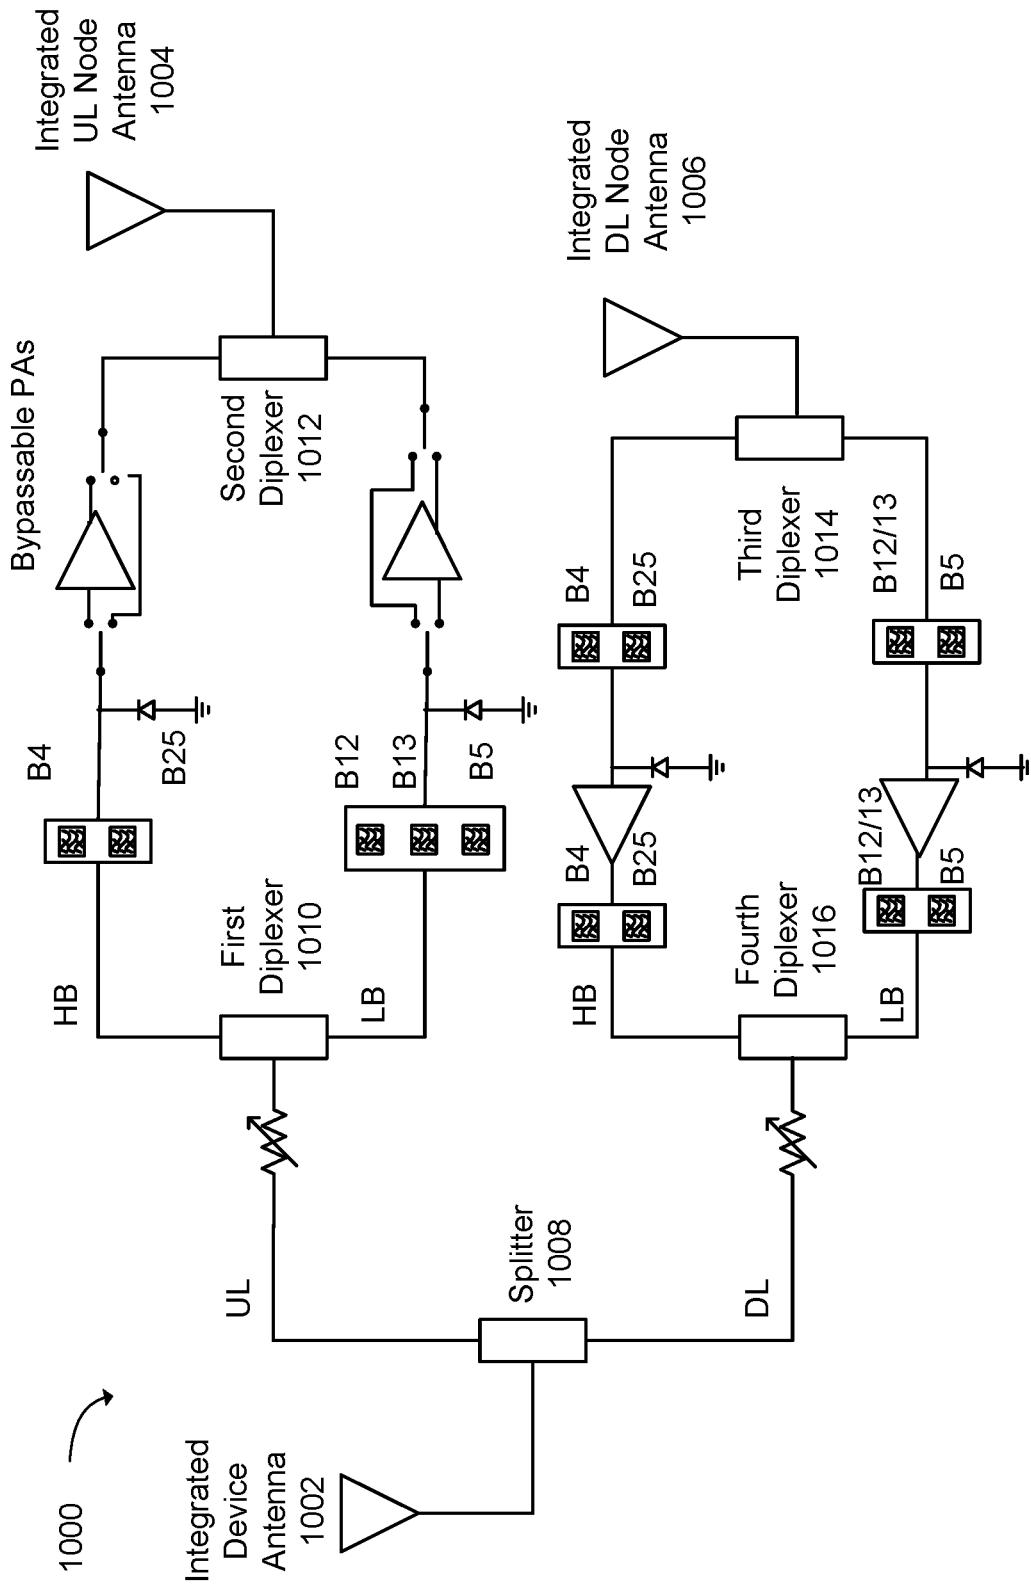 1000
Integrated
Device
Antenna
1002
Splitter
1008
UL
DL
First
Diplexer
1010
HB
LB
B4
B25
B12
B13
B5
Bypassable PAs
Second
Diplexer
1012
Integrated
UL Node
Antenna
1004
Fourth
Diplexer
1016
HB
LB
B4
B25
B12/13
B5
B4
B25
B12/13
B5
Third
Diplexer
1014
Integrated
DL Node
Antenna
1006